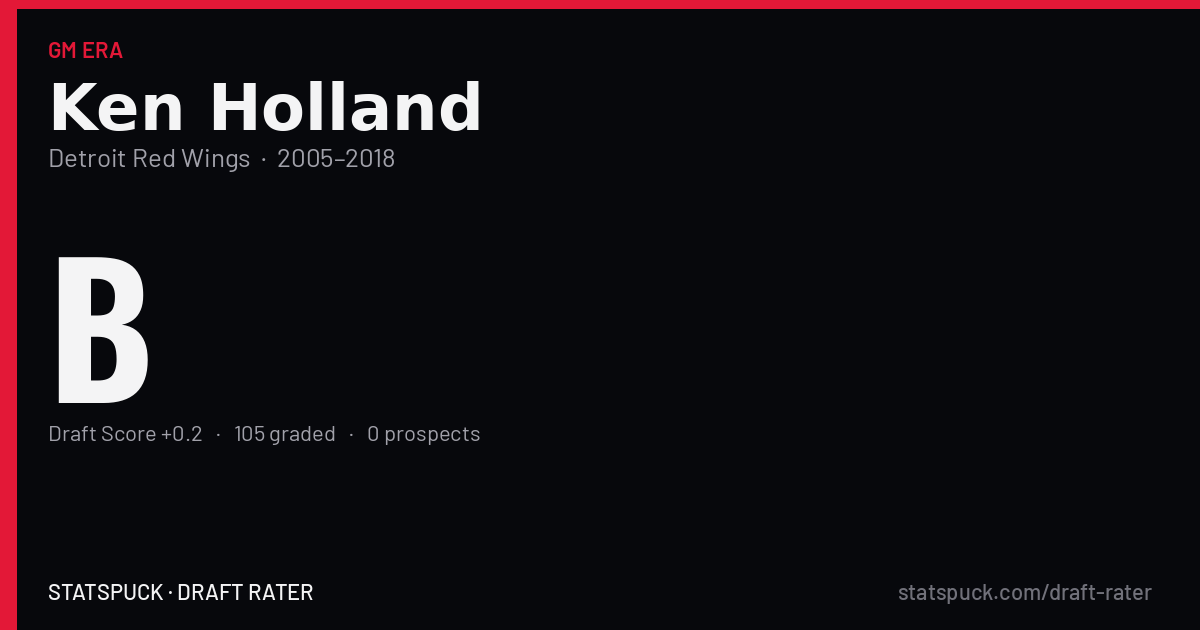 GM ERA
Ken Holland
Detroit Red Wings · 2005–2018
B
Draft Score +0.2 · 105 graded · 0 prospects
STATSPUCK · DRAFT RATER
statspuck.com/draft-rater